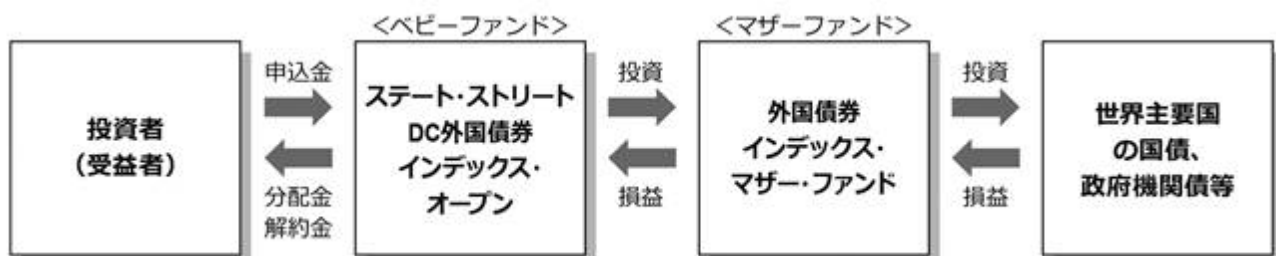 <ベビーファンド>
<マザーファンド>
投資者
（受益者）
申込金
分配金
解約金
ステート・ストリート
DC外国債券
インデックス・
オープン
投資
損益
外国債券
インデックス・
マザー・ファンド
投資
損益
世界主要国
の国債、
政府機関債等